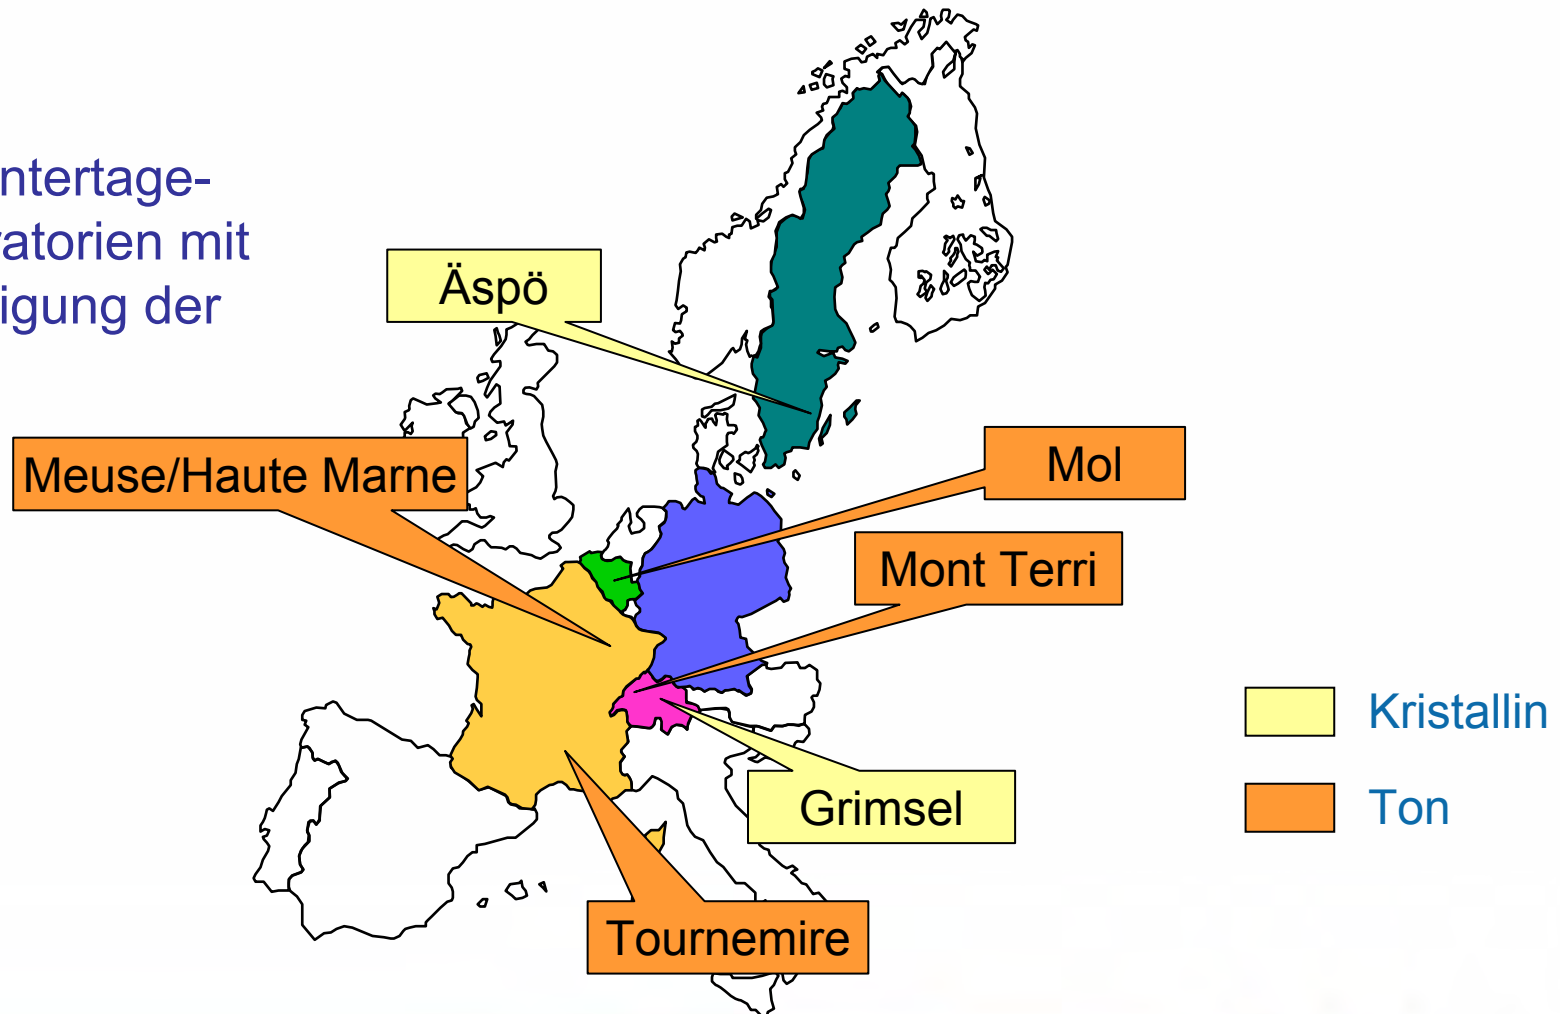 ntertage-
ratorien mit
igung der
Äspö
Meuse/Haute Marne
Mol
Mont Terri
Kristallin
Grimsel
Ton
Tournemire